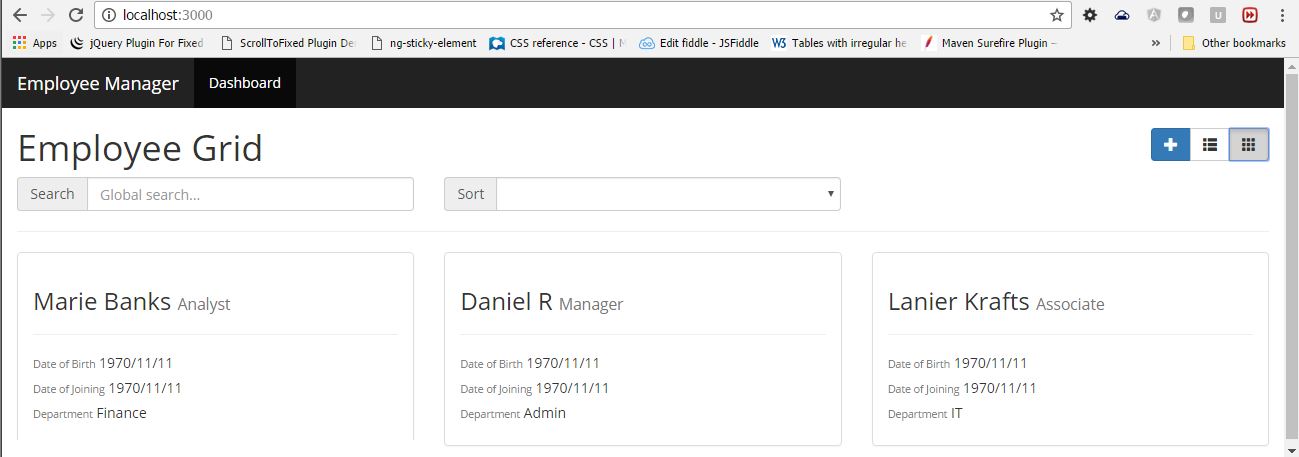 localhost:3000
Apps jQuery Plugin For Fixed ScrollToFixed Plugin De ng-sticky-element CSS reference - CSS | M Edit fiddle - JSFiddle W3 Tables with irregular he Maven Surefire Plugin – » Other bookmarks
Employee Manager Dashboard
Employee Grid
Search Global search... Sort
Marie Banks Analyst
Date of Birth 1970/11/11
Date of Joining 1970/11/11
Department Finance
Daniel R Manager
Date of Birth 1970/11/11
Date of Joining 1970/11/11
Department Admin
Lanier Krafts Associate
Date of Birth 1970/11/11
Date of Joining 1970/11/11
Department IT